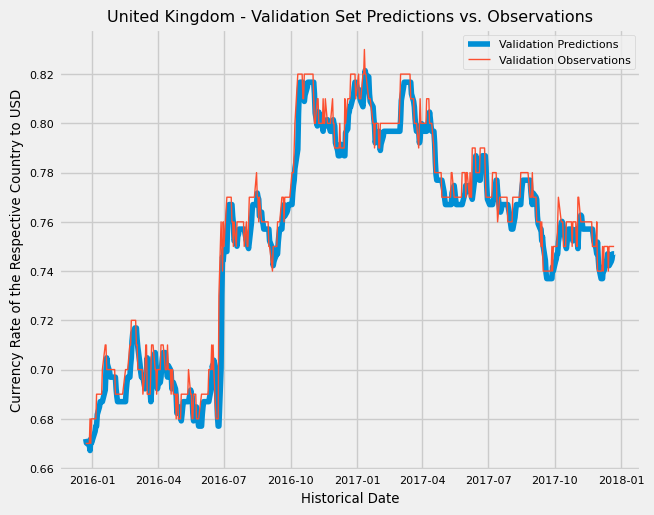 United Kingdom - Validation Set Predictions vs. Observations
Validation Predictions
Validation Observations
Currency Rate of the Respective Country to USD
0.82
0.80
0.78
0.76
0.74
0.72
0.70
0.68
0.66
2016-01 2016-04 2016-07 2016-10 2017-01 2017-04 2017-07 2017-10 2018-01
Historical Date